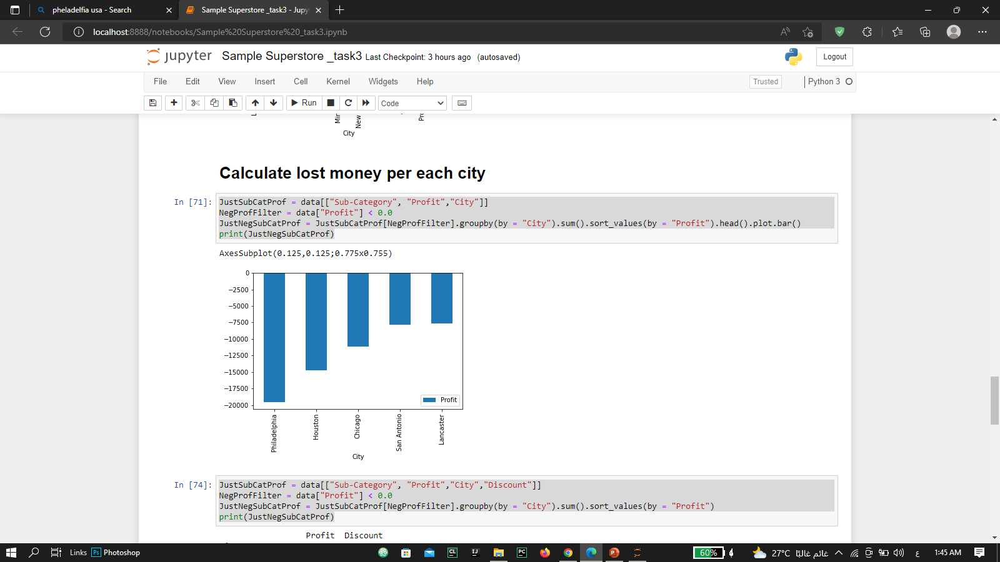 pheladelfia usa - Search
Sample Superstore _task3 - Jupy
localhost:8888/notebooks/Sample%20Superstore%20_task3.ipynb
jupyter Sample Superstore _task3 Last Checkpoint: 3 hours ago (autosaved)
Logout
File Edit View Insert Cell Kernel Widgets Help
Trusted Python 3
Run Code
City
Calculate lost money per each city
In [71]: JustSubCatProf = data[["Sub-Category", "Profit","City"]]
NegProfFilter = data["Profit"] < 0.0
JustNegSubCatProf = JustSubCatProf[NegProfFilter].groupby(by = "City").sum().sort_values(by = "Profit").head().plot.bar()
print(JustNegSubCatProf)
AxesSubplot(0.125,0.125;0.775x0.755)
0
−2500
−5000
−7500
−10000
−12500
−15000
−17500
−20000
Profit
Philadelphia
Houston
Chicago
San Antonio
Lancaster
City
In [74]: JustSubCatProf = data[["Sub-Category", "Profit","City","Discount"]]
NegProfFilter = data["Profit"] < 0.0
JustNegSubCatProf = JustSubCatProf[NegProfFilter].groupby(by = "City").sum().sort_values(by = "Profit")
print(JustNegSubCatProf)
Profit Discount
Links Ps Photoshop
CL
IJ
PC
60%
27°C غائم غالبًا
ع
1:45 AM